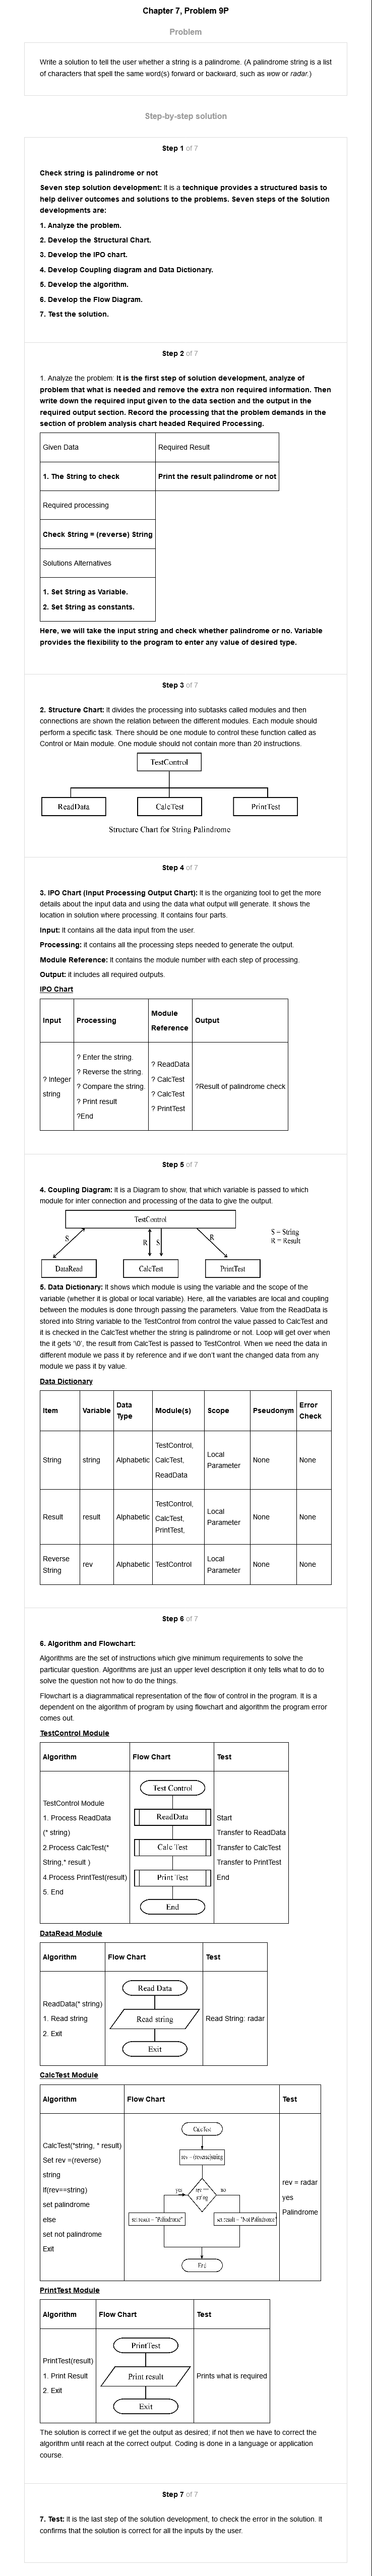 Chapter 7, Problem 9P
Problem
Write a solution to tell the user whether a string is a palindrome. (A palindrome string is a list
of characters that spell the same word(s) forward or backward, such as wow or radar.)
Step-by-step solution
Step 1 of 7
Check string is palindrome or not
Seven step solution development: It is a technique provides a structured basis to
help deliver outcomes and solutions to the problems. Seven steps of the Solution
developments are:
1. Analyze the problem.
2. Develop the Structural Chart.
3. Develop the IPO chart.
4. Develop Coupling diagram and Data Dictionary.
5. Develop the algorithm.
6. Develop the Flow Diagram.
7. Test the solution.
Step 2 of 7
1. Analyze the problem: It is the first step of solution development, analyze of
problem that what is needed and remove the extra non required information. Then
write down the required input given to the data section and the output in the
required output section. Record the processing that the problem demands in the
section of problem analysis chart headed Required Processing.
Given Data
Required Result
1. The String to check
Print the result palindrome or not
Required processing
Check String = (reverse) String
Solutions Alternatives
1. Set String as Variable.
2. Set String as constants.
Here, we will take the input string and check whether palindrome or no. Variable
provides the flexibility to the program to enter any value of desired type.
Step 3 of 7
2. Structure Chart: It divides the processing into subtasks called modules and then
connections are shown the relation between the different modules. Each module should
perform a specific task. There should be one module to control these function called as
Control or Main module. One module should not contain more than 20 instructions.
TestControl
ReadData
CalcTest
PrintTest
Structure Chart for String Palindrome
Step 4 of 7
3. IPO Chart (Input Processing Output Chart): It is the organizing tool to get the more
details about the input data and using the data what output will generate. It shows the
location in solution where processing. It contains four parts.
Input: it contains all the data input from the user.
Processing: it contains all the processing steps needed to generate the output.
Module Reference: It contains the module number with each step of processing.
Output: it includes all required outputs.
IPO Chart
Input
Processing
Module
Reference
Output
? Integer
string
? Enter the string.
? Reverse the string.
? Compare the string.
? Print result
?End
? ReadData
? CalcTest
? CalcTest
? PrintTest
?Result of palindrome check
Step 5 of 7
4. Coupling Diagram: It is a Diagram to show, that which variable is passed to which
module for inter connection and processing of the data to give the output.
TestControl
S
R
S
R
S = String
R = Result
DataRead
CalcTest
PrintTest
5. Data Dictionary: It shows which module is using the variable and the scope of the
variable (whether it is global or local variable). Here, all the variables are local and coupling
between the modules is done through passing the parameters. Value from the ReadData is
stored into String variable to the TestControl from control the value passed to CalcTest and
it is checked in the CalcTest whether the string is palindrome or not. Loop will get over when
the it gets '\0', the result from CalcTest is passed to TestControl. When we need the data in
different module we pass it by reference and if we don't want the changed data from any
module we pass it by value.
Data Dictionary
Item
Variable
Data
Type
Module(s)
Scope
Pseudonym
Error
Check
String
string
Alphabetic
TestControl,
CalcTest,
ReadData
Local
Parameter
None
None
Result
result
Alphabetic
TestControl,
CalcTest,
PrintTest,
Local
Parameter
None
None
Reverse
String
rev
Alphabetic
TestControl
Local
Parameter
None
None
Step 6 of 7
6. Algorithm and Flowchart:
Algorithms are the set of instructions which give minimum requirements to solve the
particular question. Algorithms are just an upper level description it only tells what to do to
solve the question not how to do the things.
Flowchart is a diagrammatical representation of the flow of control in the program. It is a
dependent on the algorithm of program by using flowchart and algorithm the program error
comes out.
TestControl Module
Algorithm
Flow Chart
Test
TestControl Module
1. Process ReadData
(* string)
2.Process CalcTest(*
String,* result )
4.Process PrintTest(result)
5. End
Test Control
ReadData
Calc Test
Print Test
End
Start
Transfer to ReadData
Transfer to CalcTest
Transfer to PrintTest
End
DataRead Module
Algorithm
Flow Chart
Test
ReadData(* string)
1. Read string
2. Exit
Read Data
Read string
Exit
Read String: radar
CalcTest Module
Algorithm
Flow Chart
Test
CalcTest(*string, * result)
Set rev =(reverse)
string
If(rev==string)
set palindrome
else
set not palindrome
Exit
CalcTest
rev = (reverse)string
yes
rev ==
string
no
set result = "Palindrome"
set result = "Not Palindrome"
rev = radar
yes
Palindrome
PrintTest Module
Algorithm
Flow Chart
Test
PrintTest(result)
1. Print Result
2. Exit
PrintTest
Print result
Exit
Prints what is required
The solution is correct if we get the output as desired; if not then we have to correct the
algorithm until reach at the correct output. Coding is done in a language or application
course.
Step 7 of 7
7. Test: It is the last step of the solution development, to check the error in the solution. It
confirms that the solution is correct for all the inputs by the user.